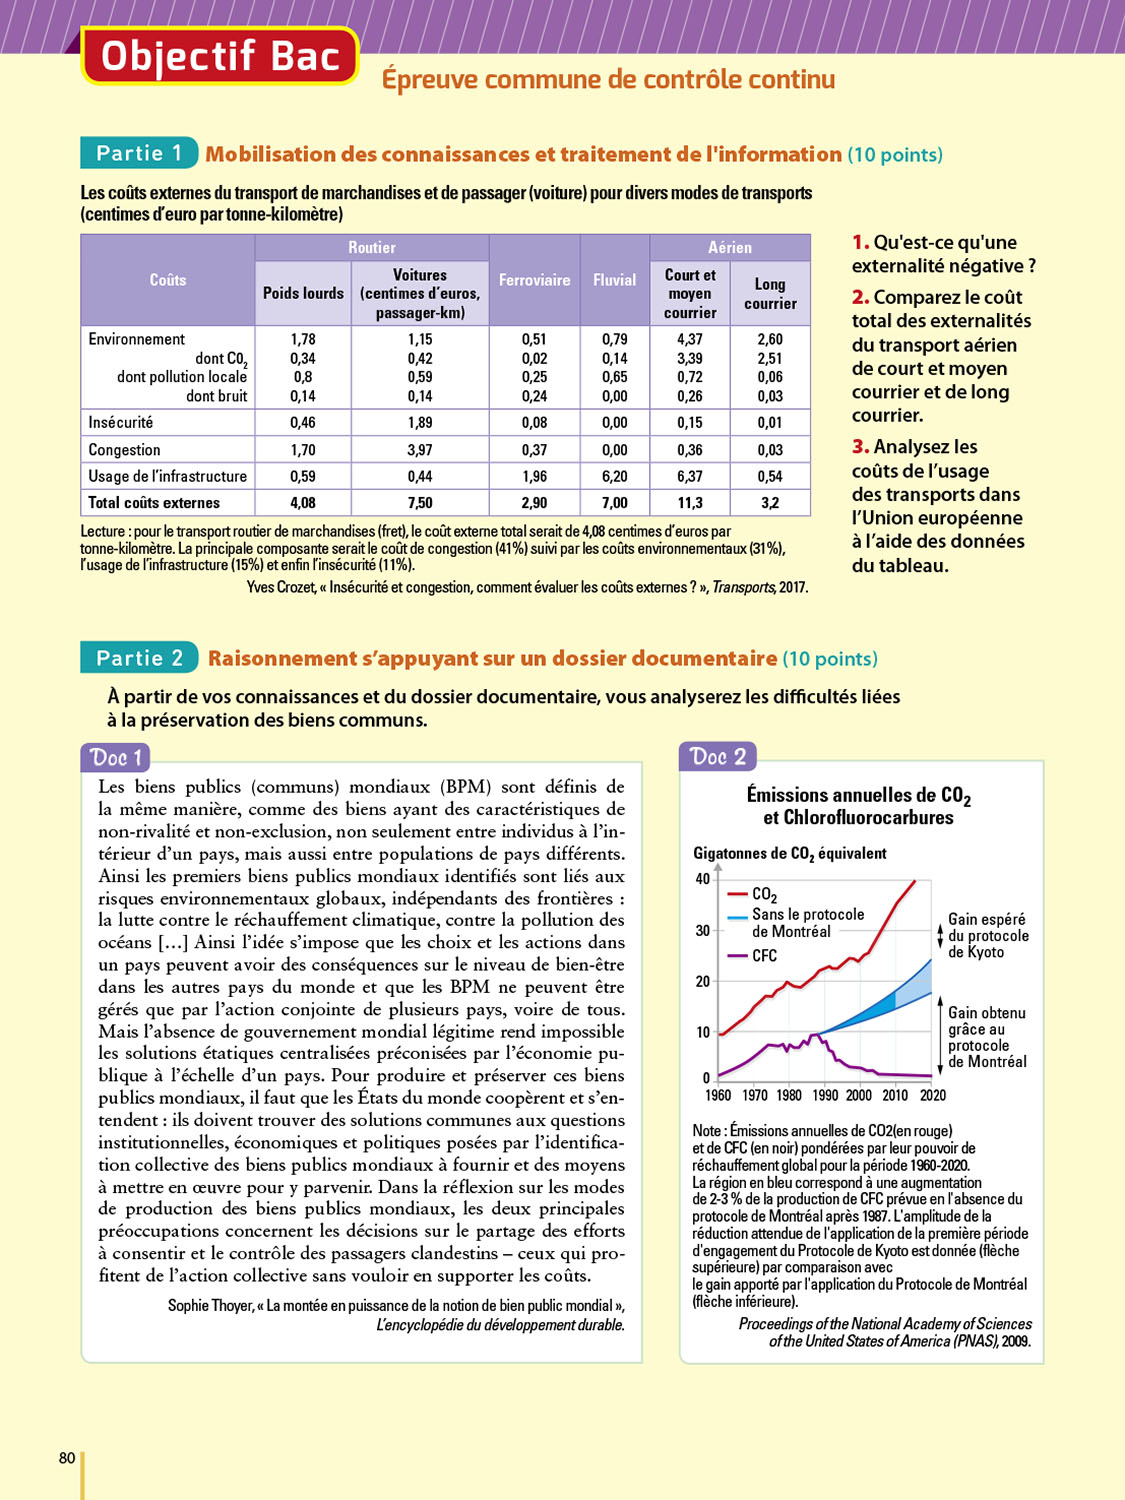 Objectif Bac
Épreuve commune de contrôle continu
Partie 1 Mobilisation des connaissances et traitement de l'information (10 points)
Les coûts externes du transport de marchandises et de passager (voiture) pour divers modes de transports
(centimes d'euro par tonne-kilomètre)
Coûts Routier Ferroviaire Fluvial Aérien
Poids lourds Voitures (centimes d'euros, passager-km) Court et moyen courrier Long courrier
Environnement 1,78 1,15 0,51 0,79 4,37 2,60
dont CO2 0,34 0,42 0,02 0,14 3,39 2,51
dont pollution locale 0,8 0,59 0,25 0,65 0,72 0,06
dont bruit 0,14 0,14 0,24 0,00 0,26 0,03
Insécurité 0,46 1,89 0,08 0,00 0,15 0,01
Congestion 1,70 3,97 0,37 0,00 0,36 0,03
Usage de l'infrastructure 0,59 0,44 1,96 6,20 6,37 0,54
Total coûts externes 4,08 7,50 2,90 7,00 11,3 3,2
Lecture : pour le transport routier de marchandises (fret), le coût externe total serait de 4,08 centimes d'euros par
tonne-kilomètre. La principale composante serait le coût de congestion (41%) suivi par les coûts environnementaux (31%),
l'usage de l'infrastructure (15%) et enfin l'insécurité (11%).
Yves Crozet, « Insécurité et congestion, comment évaluer les coûts externes ? », Transports, 2017.
1. Qu'est-ce qu'une
externalité négative ?
2. Comparez le coût
total des externalités
du transport aérien
de court et moyen
courrier et de long
courrier.
3. Analysez les
coûts de l'usage
des transports dans
l'Union européenne
à l'aide des données
du tableau.
Partie 2 Raisonnement s'appuyant sur un dossier documentaire (10 points)
À partir de vos connaissances et du dossier documentaire, vous analyserez les difficultés liées
à la préservation des biens communs.
Doc 1
Les biens publics (communs) mondiaux (BPM) sont définis de
la même manière, comme des biens ayant des caractéristiques de
non-rivalité et non-exclusion, non seulement entre individus à l'in-
térieur d'un pays, mais aussi entre populations de pays différents.
Ainsi les premiers biens publics mondiaux identifiés sont liés aux
risques environnementaux globaux, indépendants des frontières :
la lutte contre le réchauffement climatique, contre la pollution des
océans […] Ainsi l'idée s'impose que les choix et les actions dans
un pays peuvent avoir des conséquences sur le niveau de bien-être
dans les autres pays du monde et que les BPM ne peuvent être
gérés que par l'action conjointe de plusieurs pays, voire de tous.
Mais l'absence de gouvernement mondial légitime rend impossible
les solutions étatiques centralisées préconisées par l'économie pu-
blique à l'échelle d'un pays. Pour produire et préserver ces biens
publics mondiaux, il faut que les États du monde coopèrent et s'en-
tendent : ils doivent trouver des solutions communes aux questions
institutionnelles, économiques et politiques posées par l'identifica-
tion collective des biens publics mondiaux à fournir et des moyens
à mettre en œuvre pour y parvenir. Dans la réflexion sur les modes
de production des biens publics mondiaux, les deux principales
préoccupations concernent les décisions sur le partage des efforts
à consentir et le contrôle des passagers clandestins – ceux qui pro-
fitent de l'action collective sans vouloir en supporter les coûts.
Sophie Thoyer, « La montée en puissance de la notion de bien public mondial »,
L'encyclopédie du développement durable.
Doc 2
Émissions annuelles de CO2
et Chlorofluorocarbures
Gigatonnes de CO2 équivalent
40
30
20
10
0
CO2
Sans le protocole
de Montréal
CFC
1960 1970 1980 1990 2000 2010 2020
Gain espéré
du protocole
de Kyoto
Gain obtenu
grâce au
protocole
de Montréal
Note : Émissions annuelles de CO2(en rouge)
et de CFC (en noir) pondérées par leur pouvoir de
réchauffement global pour la période 1960-2020.
La région en bleu correspond à une augmentation
de 2-3 % de la production de CFC prévue en l'absence du
protocole de Montréal après 1987. L'amplitude de la
réduction attendue de l'application de la première période
d'engagement du Protocole de Kyoto est donnée (flèche
supérieure) par comparaison avec
le gain apporté par l'application du Protocole de Montréal
(flèche inférieure).
Proceedings of the National Academy of Sciences
of the United States of America (PNAS), 2009.
80